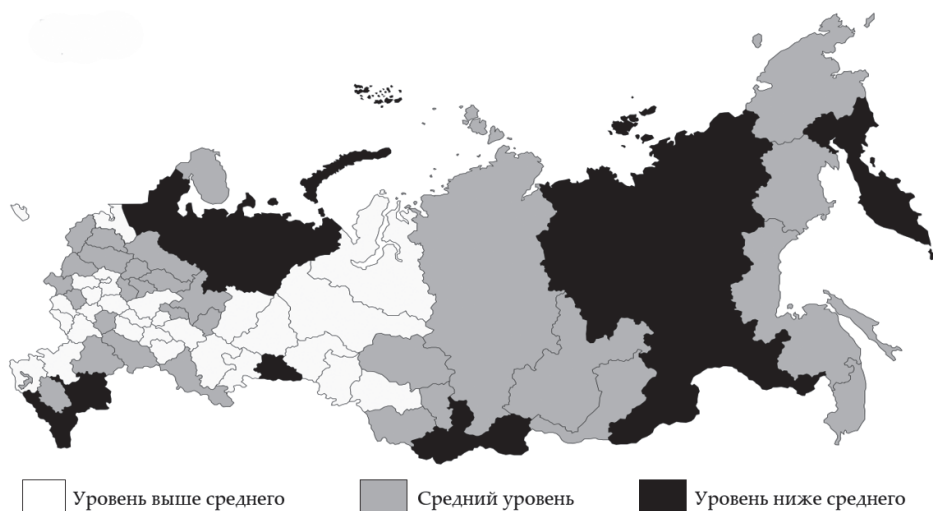 Уровень выше среднего
Средний уровень
Уровень ниже среднего